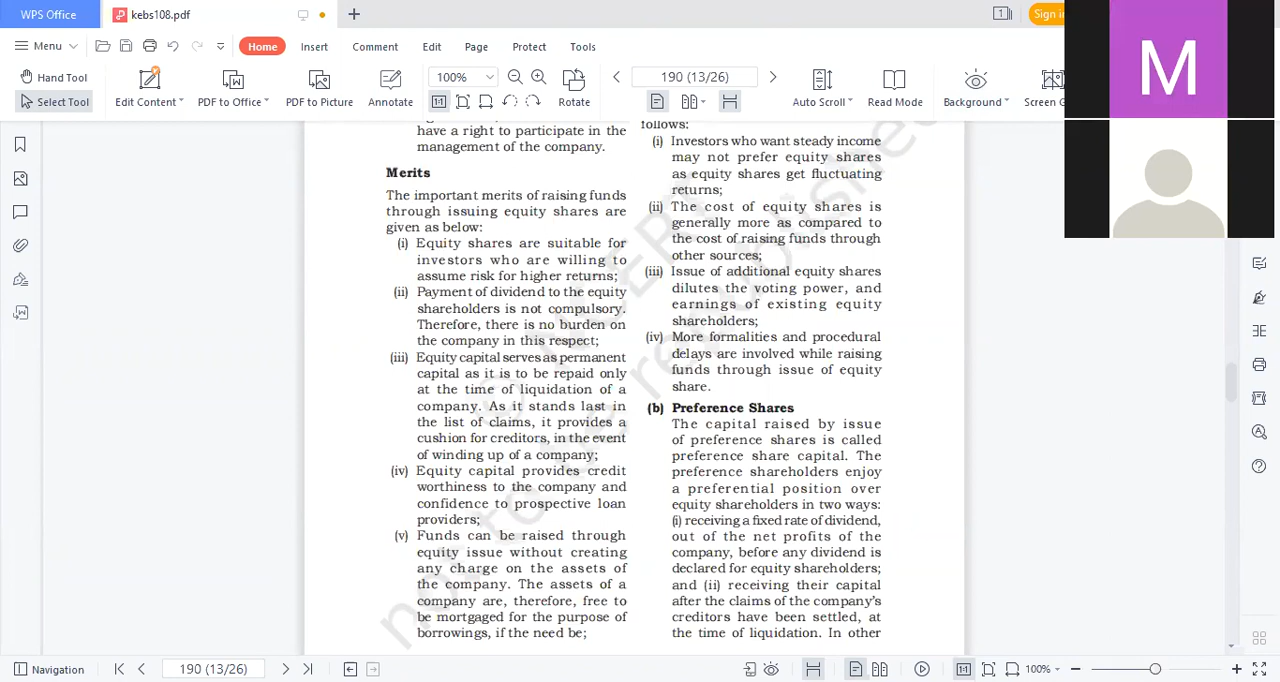 WPS Office
kebs108.pdf
Sign in
Menu
Home
Insert
Comment
Edit
Page
Protect
Tools
Hand Tool
Select Tool
Edit Content
PDF to Office
PDF to Picture
Annotate
100%
190 (13/26)
Rotate
Auto Scroll
Read Mode
Background
Screen
M
have a right to participate in the
management of the company.
Merits
The important merits of raising funds
through issuing equity shares are
given as below:
(i) Equity shares are suitable for
investors who are willing to
assume risk for higher returns;
(ii) Payment of dividend to the equity
shareholders is not compulsory.
Therefore, there is no burden on
the company in this respect;
(iii) Equity capital serves as permanent
capital as it is to be repaid only
at the time of liquidation of a
company. As it stands last in
the list of claims, it provides a
cushion for creditors, in the event
of winding up of a company;
(iv) Equity capital provides credit
worthiness to the company and
confidence to prospective loan
providers;
(v) Funds can be raised through
equity issue without creating
any charge on the assets of
the company. The assets of a
company are, therefore, free to
be mortgaged for the purpose of
borrowings, if the need be;
follows:
(i) Investors who want steady income
may not prefer equity shares
as equity shares get fluctuating
returns;
(ii) The cost of equity shares is
generally more as compared to
the cost of raising funds through
other sources;
(iii) Issue of additional equity shares
dilutes the voting power, and
earnings of existing equity
shareholders;
(iv) More formalities and procedural
delays are involved while raising
funds through issue of equity
share.
(b) Preference Shares
The capital raised by issue
of preference shares is called
preference share capital. The
preference shareholders enjoy
a preferential position over
equity shareholders in two ways:
(i) receiving a fixed rate of dividend,
out of the net profits of the
company, before any dividend is
declared for equity shareholders;
and (ii) receiving their capital
after the claims of the company's
creditors have been settled, at
the time of liquidation. In other
© NCERT
not to be republished
Navigation
190 (13/26)
100%